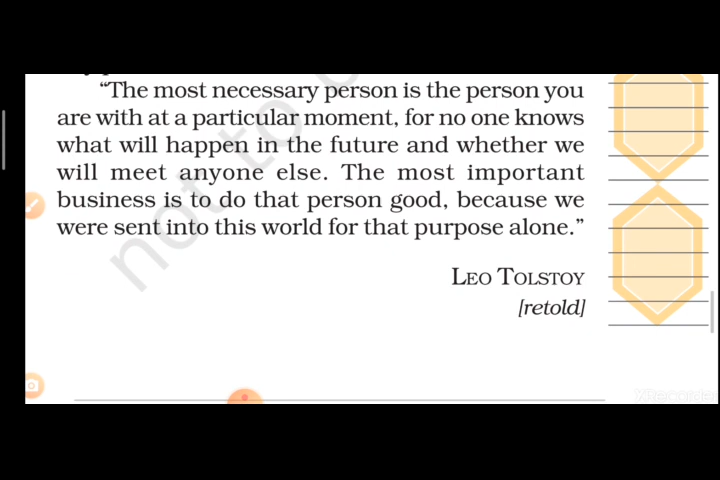 “The most necessary person is the person you
are with at a particular moment, for no one knows
what will happen in the future and whether we
will meet anyone else. The most important
business is to do that person good, because we
were sent into this world for that purpose alone.”
LEO TOLSTOY
[retold]
not to